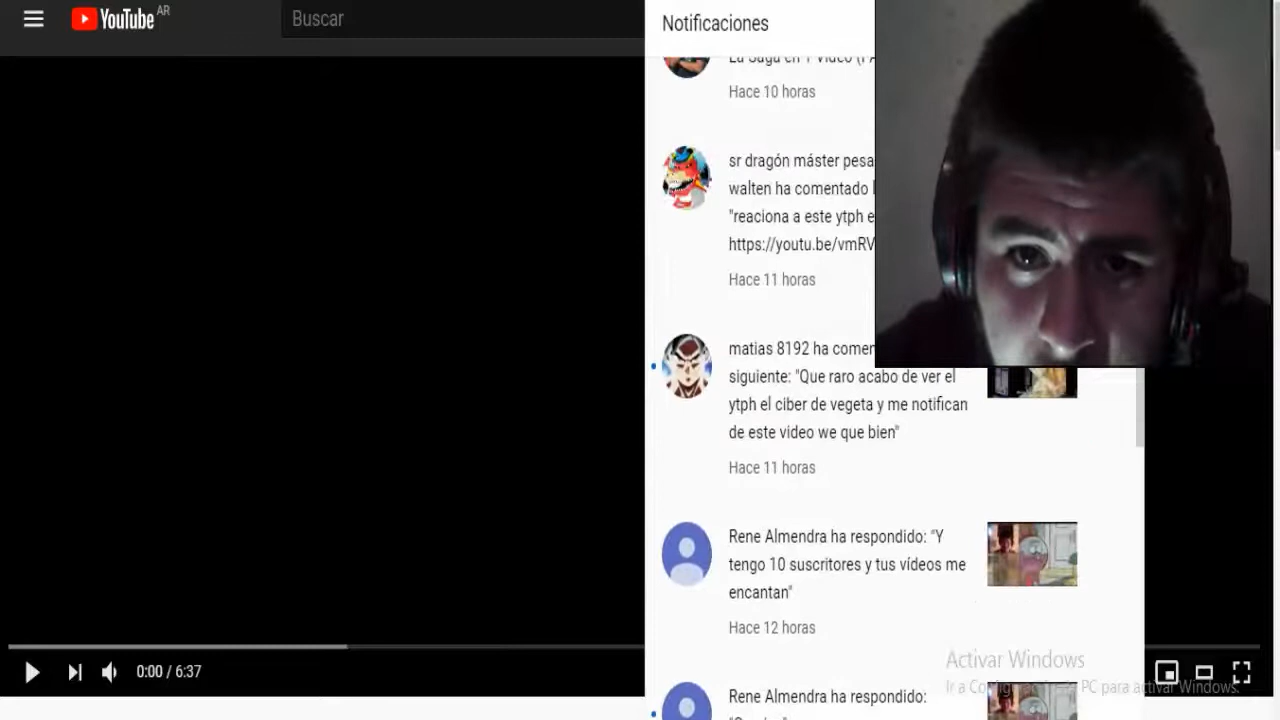 YouTube AR
Buscar
Notificaciones
La Saga en 1 Video
Hace 10 horas
sr dragón máster pesa
walten ha comentado
"reaciona a este ytph e
https://youtu.be/vmRV
Hace 11 horas
matias 8192 ha comen
siguiente: "Que raro acabo de ver el
ytph el ciber de vegeta y me notifican
de este vídeo we que bien"
Hace 11 horas
Rene Almendra ha respondido: "Y
tengo 10 suscritores y tus vídeos me
encantan"
Hace 12 horas
Rene Almendra ha respondido:
0:00 / 6:37
Activar Windows
Ir a Configuración de PC para activar Windows.